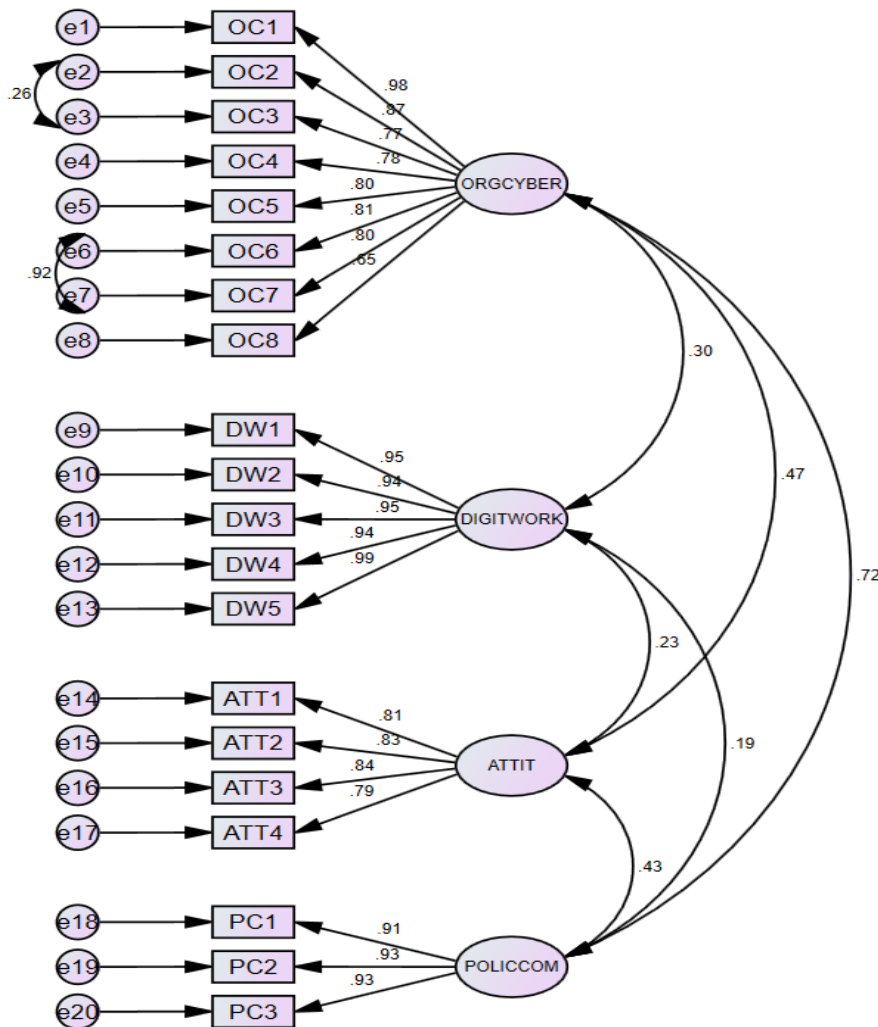 e1 OC1
e2 OC2
e3 OC3
e4 OC4
e5 OC5
e6 OC6
e7 OC7
e8 OC8
.26
.92
.98
.87
.77
.78
.80
.81
.80
.65
ORGCYBER
e9 DW1
e10 DW2
e11 DW3
e12 DW4
e13 DW5
.95
.94
.95
.94
.99
DIGITWORK
e14 ATT1
e15 ATT2
e16 ATT3
e17 ATT4
.81
.83
.84
.79
ATTIT
e18 PC1
e19 PC2
e20 PC3
.91
.93
.93
POLICCOM
.30
.47
.72
.23
.19
.43